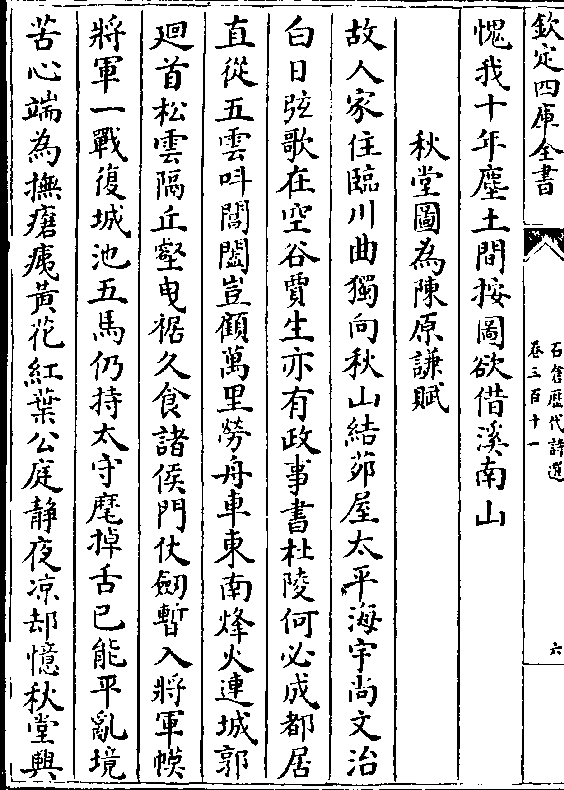 欽定四庫全書
石倉歷代詩選
卷三百十一
六
愧我十年塵土間按圖欲借溪南山
秋堂圖為陳原謙賦
故人家住臨川曲獨向秋山結茆屋太平海宇尚文治
白日弦歌在空谷賈生亦有政事書杜陵何必成都居
直從五雲呌閶闔豈顧萬里勞舟車東南烽火連城郭
廻首松雲隔丘壑曳裾久食諸侯門仗劒暫入將軍幙
將軍一戰復城池五馬仍持太守麾掉舌已能平亂境
苦心端為撫瘡痍黃花紅葉公庭靜夜凉却憶秋堂興